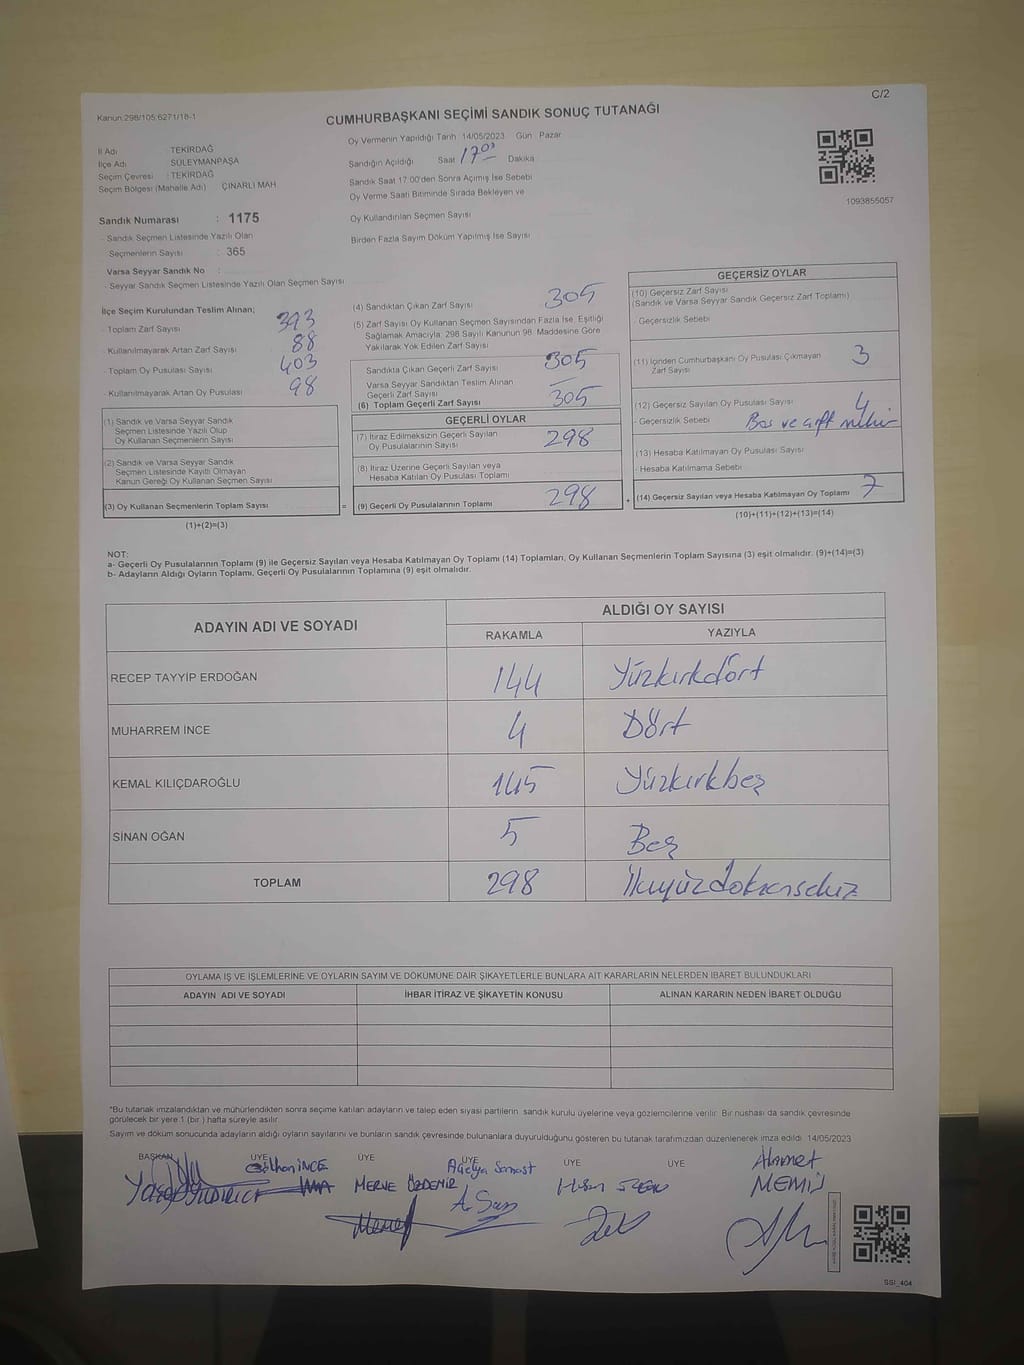 C/2
Kanun:298/105,6271/18-1
CUMHURBAŞKANI SEÇİMİ SANDIK SONUÇ TUTANAĞI
İl Adı TEKİRDAĞ
İlçe Adı SÜLEYMANPAŞA
Seçim Çevresi : TEKİRDAĞ
Seçim Bölgesi (Mahalle Adı) ÇINARLI MAH
Oy Vermenin Yapıldığı Tarih 14/05/2023 Gün Pazar
Sandığın Açıldığı Saat 17 00 Dakika
Sandık Saat 17:00'den Sonra Açılmış İse Sebebi
Oy Verme Saati Bitiminde Sırada Bekleyen ve
Oy Kullandırılan Seçmen Sayısı
Birden Fazla Sayım Döküm Yapılmış İse Sayısı
1093855057
Sandık Numarası : 1175
- Sandık Seçmen Listesinde Yazılı Olan
- Seçmenlerin Sayısı : 365
Varsa Seyyar Sandık No :
- Seyyar Sandık Seçmen Listesinde Yazılı Olan Seçmen Sayısı
İlçe Seçim Kurulundan Teslim Alınan;
- Toplam Zarf Sayısı 393
- Kullanılmayarak Artan Zarf Sayısı 88
- Toplam Oy Pusulası Sayısı 403
- Kullanılmayarak Artan Oy Pusulası 98
(1) Sandık ve Varsa Seyyar Sandık
Seçmen Listesinde Yazılı Olup
Oy Kullanan Seçmenlerin Sayısı
(2) Sandık ve Varsa Seyyar Sandık
Seçmen Listesinde Kayıtlı Olmayan
Kanun Gereği Oy Kullanan Seçmen Sayısı
(3) Oy Kullanan Seçmenlerin Toplam Sayısı
(1)+(2)=(3)
(4) Sandıktan Çıkan Zarf Sayısı 305
(5) Zarf Sayısı Oy Kullanan Seçmen Sayısından Fazla İse, Eşitliği
Sağlamak Amacıyla; 298 Sayılı Kanunun 98. Maddesine Göre
Yakılarak Yok Edilen Zarf Sayısı
Sandıkta Çıkan Geçerli Zarf Sayısı 305
Varsa Seyyar Sandıktan Teslim Alınan
Geçerli Zarf Sayısı —
(6) Toplam Geçerli Zarf Sayısı 305
GEÇERLİ OYLAR
(7) İtiraz Edilmeksizin Geçerli Sayılan
Oy Pusulalarının Sayısı 298
(8) İtiraz Üzerine Geçerli Sayılan veya
Hesaba Katılan Oy Pusulası Toplamı
= (9) Geçerli Oy Pusulalarının Toplamı 298
GEÇERSİZ OYLAR
(10) Geçersiz Zarf Sayısı
(Sandık ve Varsa Seyyar Sandık Geçersiz Zarf Toplamı)
- Geçersizlik Sebebi
(11) İçinden Cumhurbaşkanı Oy Pusulası Çıkmayan
Zarf Sayısı 3
(12) Geçersiz Sayılan Oy Pusulası Sayısı 4
- Geçersizlik Sebebi Boş ve çift mühür
(13) Hesaba Katılmayan Oy Pusulası Sayısı
- Hesaba Katılmama Sebebi
+ (14) Geçersiz Sayılan veya Hesaba Katılmayan Oy Toplamı 7
(10)+(11)+(12)+(13)=(14)
NOT:
a- Geçerli Oy Pusulalarının Toplamı (9) ile Geçersiz Sayılan veya Hesaba Katılmayan Oy Toplamı (14) Toplamları, Oy Kullanan Seçmenlerin Toplam Sayısına (3) eşit olmalıdır. (9)+(14)=(3)
b- Adayların Aldığı Oyların Toplamı, Geçerli Oy Pusulalarının Toplamına (9) eşit olmalıdır.
ADAYIN ADI VE SOYADI ALDIĞI OY SAYISI
RAKAMLA YAZIYLA
RECEP TAYYİP ERDOĞAN 144 Yüzkırkdört
MUHARREM İNCE 4 Dört
KEMAL KILIÇDAROĞLU 145 Yüzkırkbeş
SİNAN OĞAN 5 Beş
TOPLAM 298 İkiyüzdoksansekiz
OYLAMA İŞ VE İŞLEMLERİNE VE OYLARIN SAYIM VE DÖKÜMÜNE DAİR ŞİKAYETLERLE BUNLARA AİT KARARLARIN NELERDEN İBARET BULUNDUKLARI
ADAYIN ADI VE SOYADI İHBAR İTİRAZ VE ŞİKAYETİN KONUSU ALINAN KARARIN NEDEN İBARET OLDUĞU
*Bu tutanak imzalandıktan ve mühürlendikten sonra seçime katılan adayların ve talep eden siyasi partilerin sandık kurulu üyelerine veya gözlemcilerine verilir. Bir nüshası da sandık çevresinde
görülecek bir yere 1 (bir ) hafta süreyle asılır
Sayım ve döküm sonucunda adayların aldığı oyların sayılarını ve bunların sandık çevresinde bulunanlara duyurulduğunu gösteren bu tutanak tarafımızdan düzenlenerek imza edildi. 14/05/2023
BAŞKAN ÜYE ÜYE ÜYE ÜYE ÜYE
Gölhan İNCE MERVE ÖZDEMİR Ahmet
MEMİŞ
SSI_404